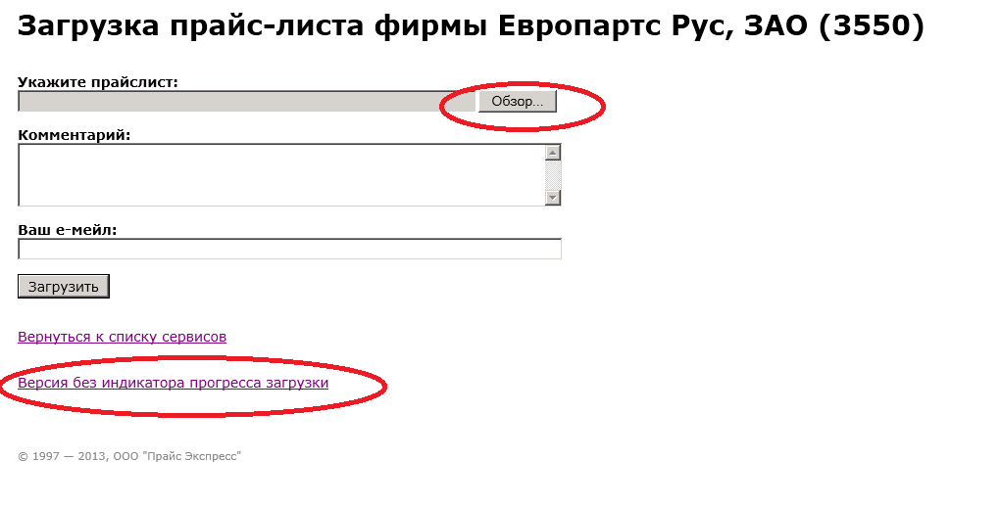 Загрузка прайс-листа фирмы Европартс Рус, ЗАО (3550)
Укажите прайслист:
Обзор...
Комментарий:
Ваш е-мейл:
Загрузить
Вернуться к списку сервисов
Версия без индикатора прогресса загрузки
© 1997 — 2013, ООО "Прайс Экспресс"